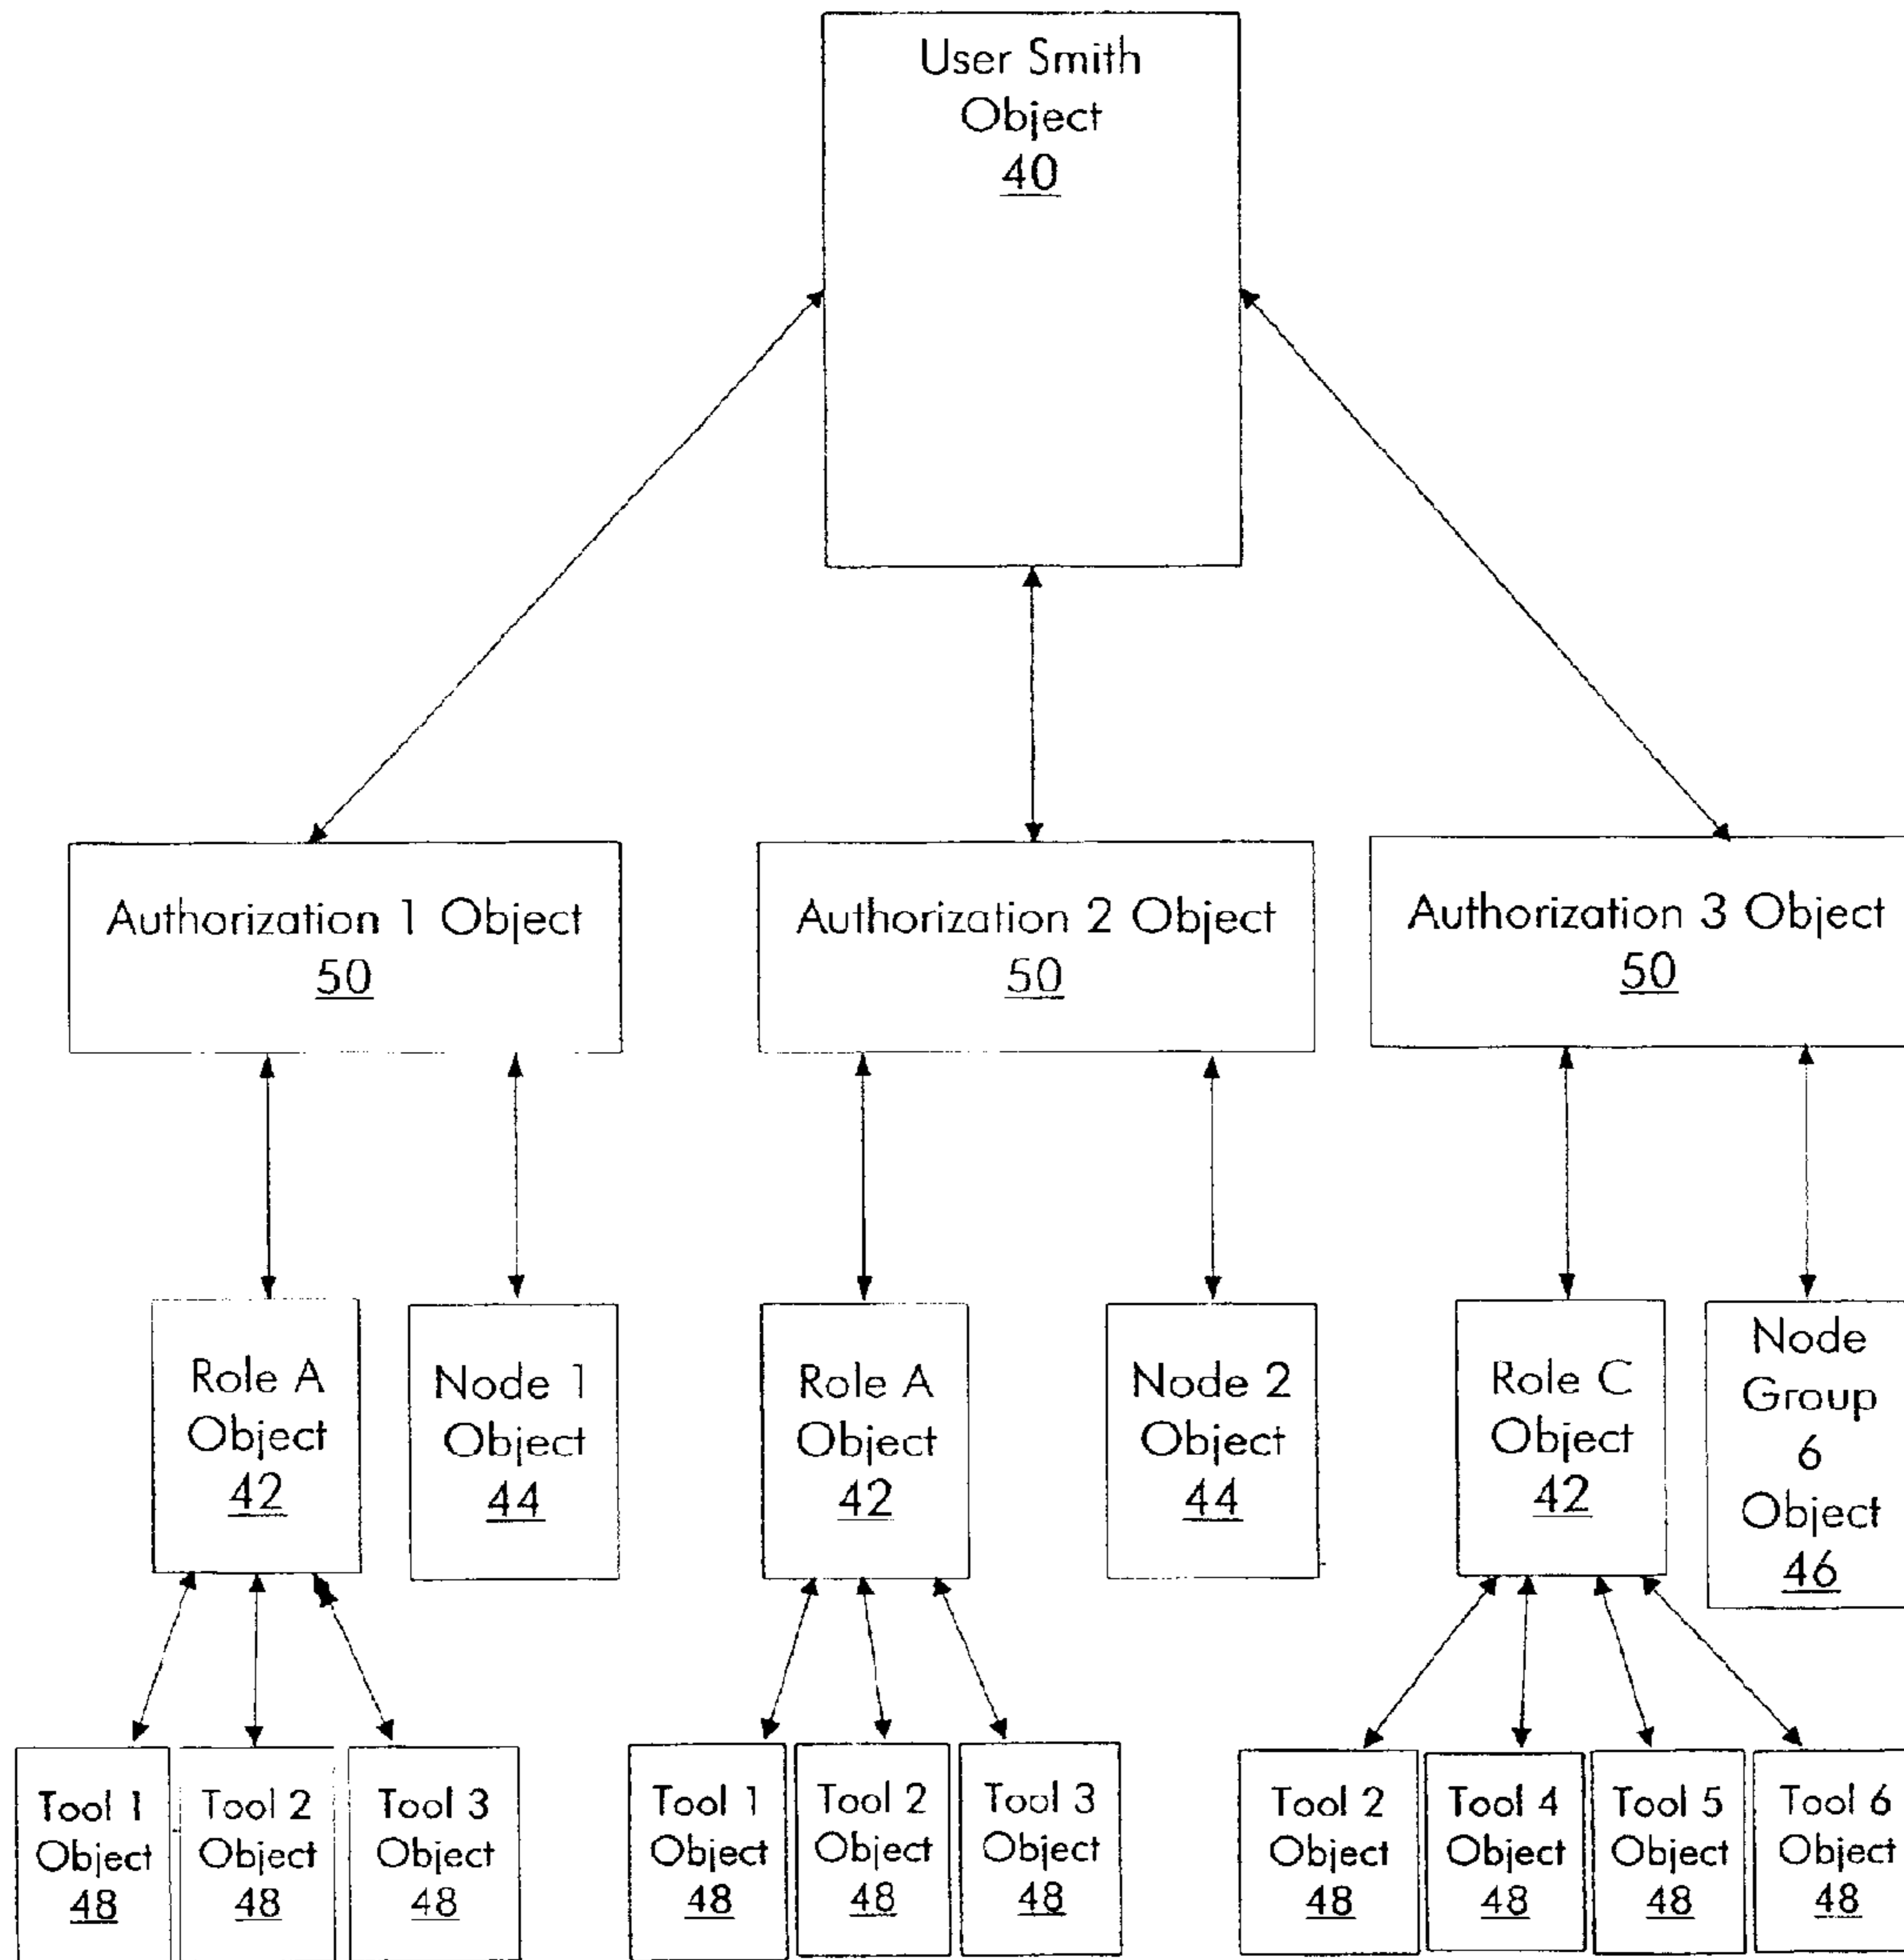 User Smith
Object
40
Authorization 1 Object
50
Authorization 2 Object
50
Authorization 3 Object
50
Role A
Object
42
Node 1
Object
44
Role A
Object
42
Node 2
Object
44
Role C
Object
42
Node
Group
6
Object
46
Tool 1
Object
48
Tool 2
Object
48
Tool 3
Object
48
Tool 1
Object
48
Tool 2
Object
48
Tool 3
Object
48
Tool 2
Object
48
Tool 4
Object
48
Tool 5
Object
48
Tool 6
Object
48